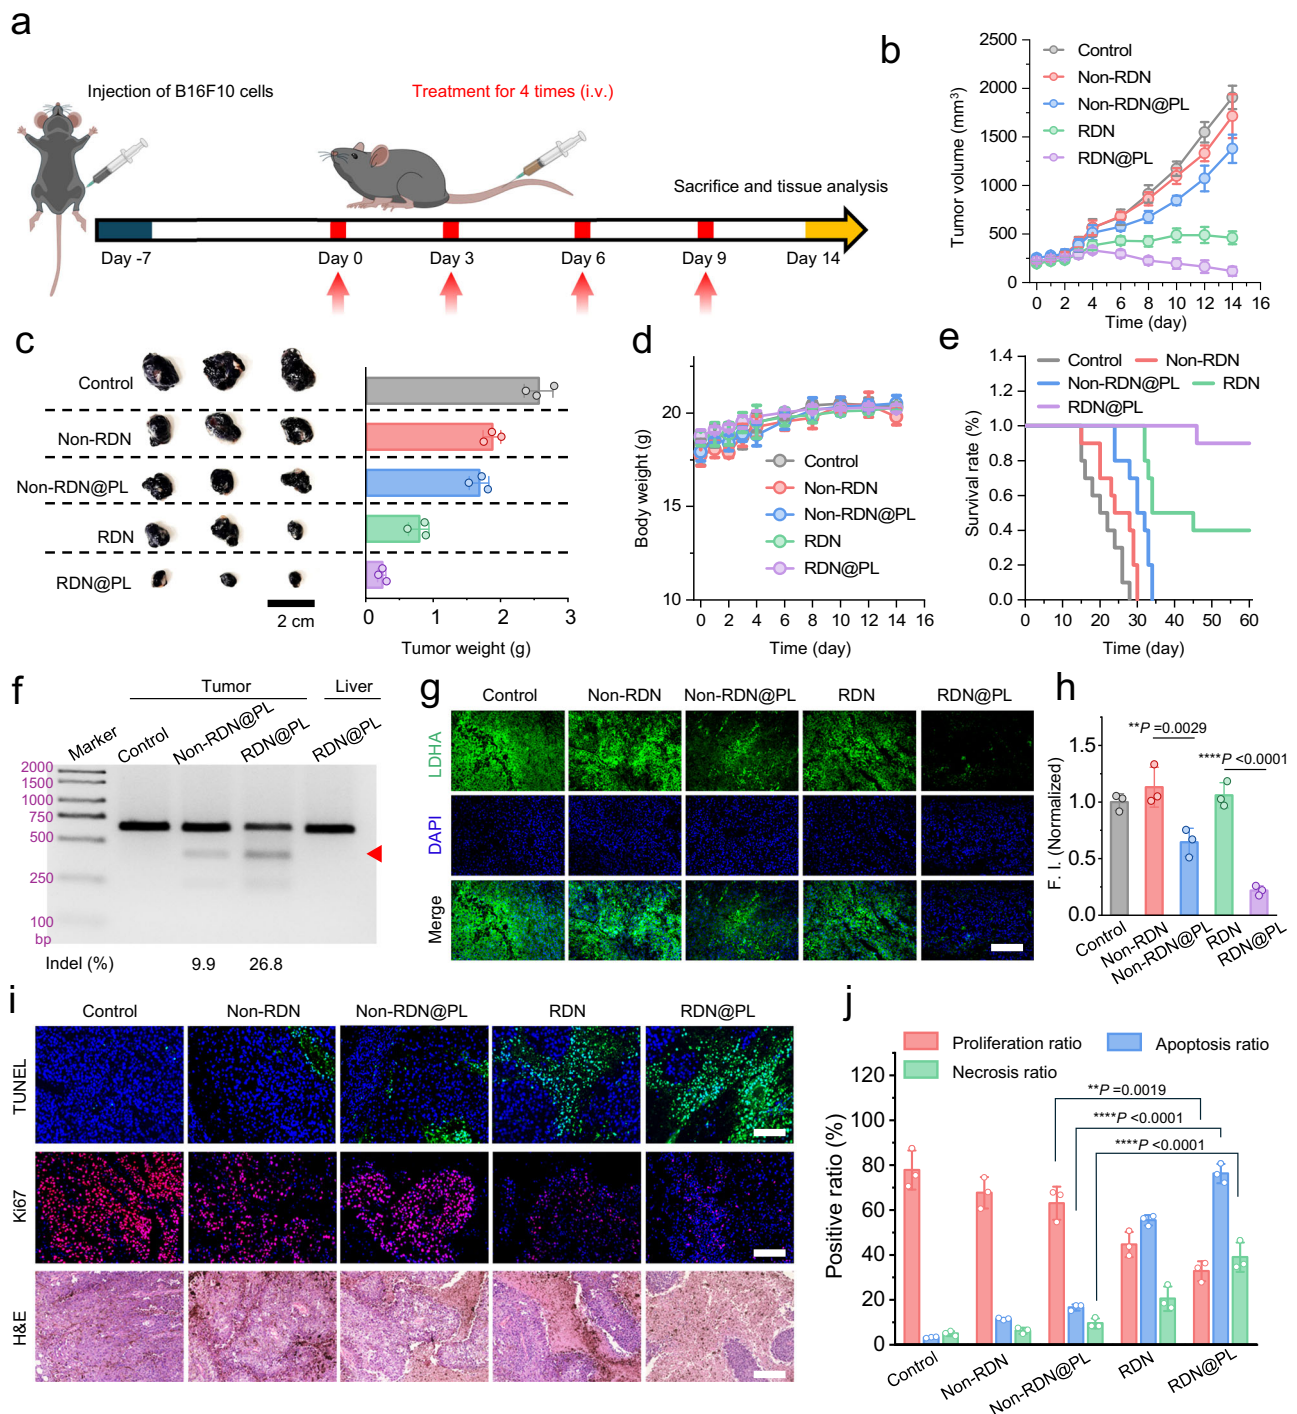 a
Injection of B16F10 cells
Treatment for 4 times (i.v.)
Sacrifice and tissue analysis
Day -7
Day 0
Day 3
Day 6
Day 9
Day 14
b
Tumor volume (mm³)
2500
2000
1500
1000
500
0
Control
Non-RDN
Non-RDN@PL
RDN
RDN@PL
0 2 4 6 8 10 12 14 16
Time (day)
c
Control
Non-RDN
Non-RDN@PL
RDN
RDN@PL
2 cm
0 1 2 3
Tumor weight (g)
d
Body weight (g)
20
15
10
Control
Non-RDN
Non-RDN@PL
RDN
RDN@PL
0 2 4 6 8 10 12 14 16
Time (day)
e
Survival rate (%)
1.4
1.2
1.0
0.8
0.6
0.4
0.2
0.0
Control Non-RDN
Non-RDN@PL RDN
RDN@PL
0 10 20 30 40 50 60
Time (day)
f
Tumor Liver
Marker Control Non-RDN@PL RDN@PL RDN@PL
2000
1500
1000
750
500
250
100
bp
Indel (%) 9.9 26.8
g
Control Non-RDN Non-RDN@PL RDN RDN@PL
LDHA
DAPI
Merge
h
F. I. (Normalized)
1.5
1.0
0.5
0.0
**P =0.0029
****P <0.0001
Control Non-RDN Non-RDN@PL RDN RDN@PL
i
Control Non-RDN Non-RDN@PL RDN RDN@PL
TUNEL
Ki67
H&E
j
Proliferation ratio Apoptosis ratio
Necrosis ratio
Positive ratio (%)
120
100
80
60
40
20
0
**P =0.0019
****P <0.0001
****P <0.0001
Control Non-RDN Non-RDN@PL RDN RDN@PL